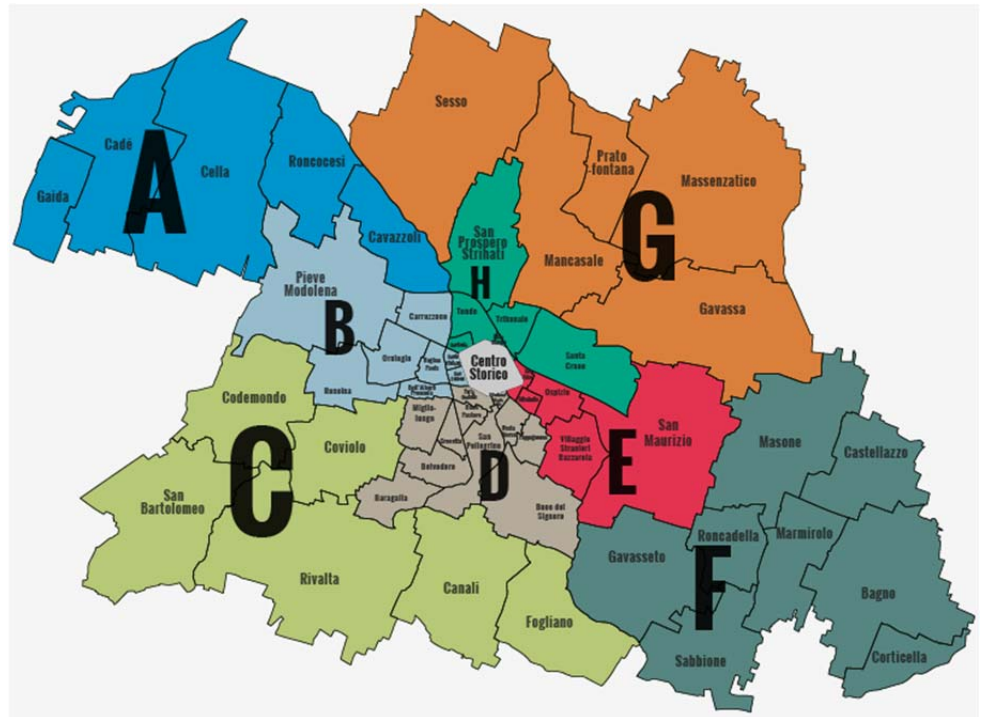 Sesso
Cadé
A
Cella
Roncocesi
Gaida
Cavazzoli
Prato
-fontana
Massenzatico
G
San
Prospero
Strinati
H
Mancasale
Gavassa
Pieve
Modolena
B
Carrozzone
Tondo
Tribunale
Orologio
Centro
Storico
Santa
Croce
Roncina
Ospizio
Codemondo
C
Coviolo
Miglio-
lungo
San
Pellegrino
D
Belvedere
Baragalla
Buco del
Signore
Villaggio
Stranieri
Bazzarola
E
San
Maurizio
Masone
Castellazzo
San
Bartolomeo
Rivalta
Canali
Fogliano
Gavasseto
Roncadella
F
Marmirolo
Bagno
Sabbione
Corticella